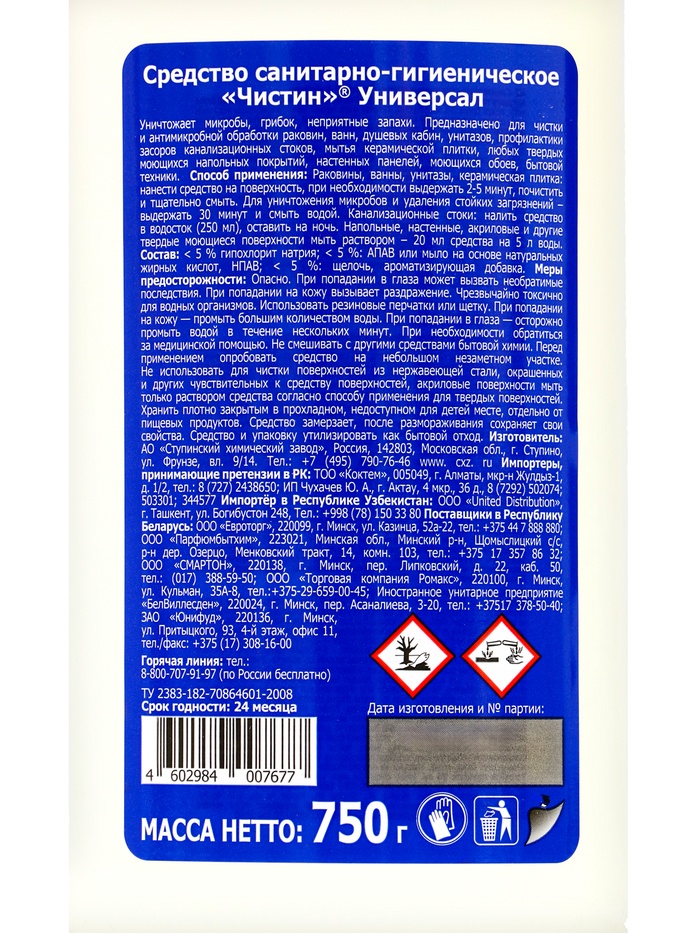 Средство санитарно-гигиеническое
«Чистин»® Универсал
Уничтожает микробы, грибок, неприятные запахи. Предназначено для чистки
и антимикробной обработки раковин, ванн, душевых кабин, унитазов, профилактики
засоров канализационных стоков, мытья керамической плитки, любых твердых
моющихся напольных покрытий, настенных панелей, моющихся обоев, бытовой
техники. Способ применения: Раковины, ванны, унитазы, керамическая плитка:
нанести средство на поверхность, при необходимости выдержать 2-5 минут, почистить
и тщательно смыть. Для уничтожения микробов и удаления стойких загрязнений –
выдержать 30 минут и смыть водой. Канализационные стоки: налить средство
в водосток (250 мл), оставить на ночь. Напольные, настенные, акриловые и другие
твердые моющиеся поверхности мыть раствором – 20 мл средства на 5 л воды.
Состав: < 5 % гипохлорит натрия; < 5 %: АПАВ или мыло на основе натуральных
жирных кислот, НПАВ; < 5 %: щелочь, ароматизирующая добавка. Меры
предосторожности: Опасно. При попадании в глаза может вызвать необратимые
последствия. При попадании на кожу вызывает раздражение. Чрезвычайно токсично
для водных организмов. Использовать резиновые перчатки или щетку. При попадании
на кожу — промыть большим количеством воды. При попадании в глаза — осторожно
промыть водой в течение нескольких минут. При необходимости обратиться
за медицинской помощью. Не смешивать с другими средствами бытовой химии. Перед
применением опробовать средство на небольшом незаметном участке.
Не использовать для чистки поверхностей из нержавеющей стали, окрашенных
и других чувствительных к средству поверхностей, акриловые поверхности мыть
только раствором средства согласно способу применения для твердых поверхностей.
Хранить плотно закрытым в прохладном, недоступном для детей месте, отдельно от
пищевых продуктов. Средство замерзает, после размораживания сохраняет свои
свойства. Средство и упаковку утилизировать как бытовой отход. Изготовитель:
АО «Ступинский химический завод», Россия, 142803, Московская обл., г. Ступино,
ул. Фрунзе, вл. 9/14. Тел.: +7 (495) 790-76-46 www. cxz. ru Импортеры,
принимающие претензии в РК: ТОО «Коктем», 005049, г. Алматы, мкр-н Жулдыз-1,
д. 1/2, тел.: 8 (727) 2438650; ИП Чухачев Ю. А., г. Актау, 4 мкр., 36 д., 8 (7292) 502074;
503301; 344577 Импортёр в Республике Узбекистан: ООО «United Distribution»,
г. Ташкент, ул. Богибустон 248, Тел.: +998 (78) 150 33 80 Поставщики в Республику
Беларусь: ООО «Евроторг», 220099, г. Минск, ул. Казинца, 52а-22, тел.: +375 44 7 888 880;
ООО «Парфюмбытхим», 223021, Минская обл., Минский р-н, Щомыслицкий с/с,
р-н дер. Озерцо, Менковский тракт, 14, комн. 103, тел.: +375 17 357 86 32;
ООО «СМАРТОН», 220138, г. Минск, пер. Липковский, д. 22, каб. 50,
тел.: (017) 388-59-50; ООО «Торговая компания Ромакс», 220100, г. Минск,
ул. Кульман, 35А-8, тел.:+375-29-659-00-45; Иностранное унитарное предприятие
«БелВиллесден», 220024, г. Минск, пер. Асаналиева, 3-20, тел.: +37517 378-50-40;
ЗАО «Юнифуд», 220136, г. Минск,
ул. Притыцкого, 93, 4-й этаж, офис 11,
тел./факс: +375 (17) 308-16-00
Горячая линия: тел.:
8-800-707-91-97 (по России бесплатно)
ТУ 2383-182-70864601-2008
Срок годности: 24 месяца
Дата изготовления и № партии:
4 602984 007677
МАССА НЕТТО: 750 г